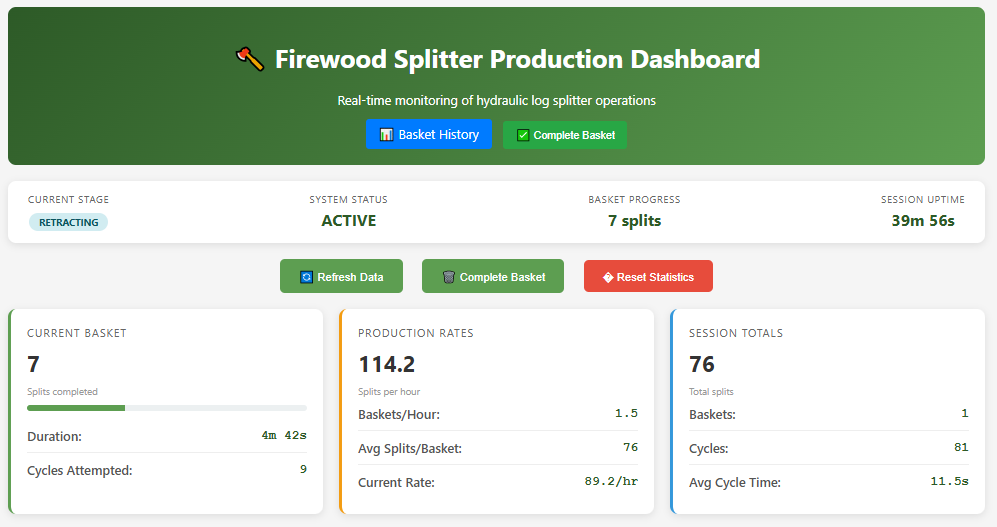 Firewood Splitter Production Dashboard
Real-time monitoring of hydraulic log splitter operations
Basket History
Complete Basket
CURRENT STAGE
RETRACTING
SYSTEM STATUS
ACTIVE
BASKET PROGRESS
7 splits
SESSION UPTIME
39m 56s
Refresh Data
Complete Basket
� Reset Statistics
CURRENT BASKET
7
Splits completed
Duration: 4m 42s
Cycles Attempted: 9
PRODUCTION RATES
114.2
Splits per hour
Baskets/Hour: 1.5
Avg Splits/Basket: 76
Current Rate: 89.2/hr
SESSION TOTALS
76
Total splits
Baskets: 1
Cycles: 81
Avg Cycle Time: 11.5s